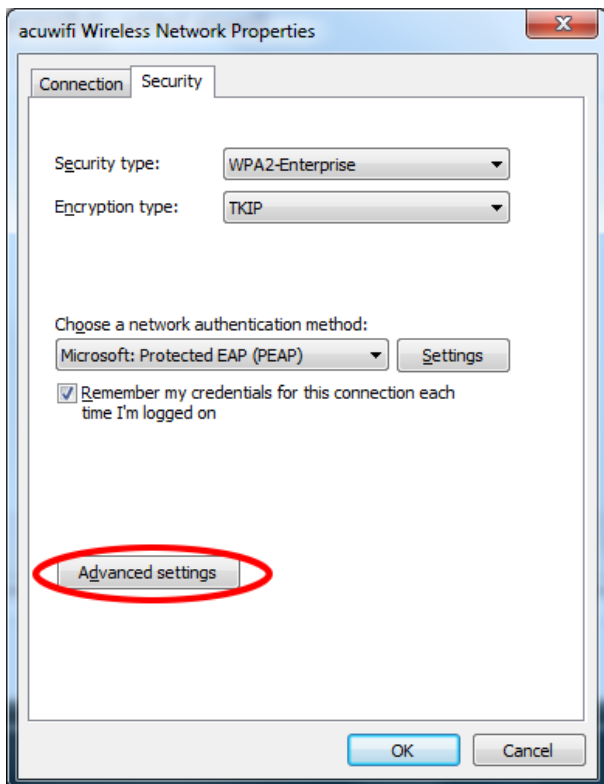 acuwifi Wireless Network Properties
Connection Security
Security type: WPA2-Enterprise
Encryption type: TKIP
Choose a network authentication method:
Microsoft: Protected EAP (PEAP) Settings
Remember my credentials for this connection each
time I'm logged on
Advanced settings
OK Cancel